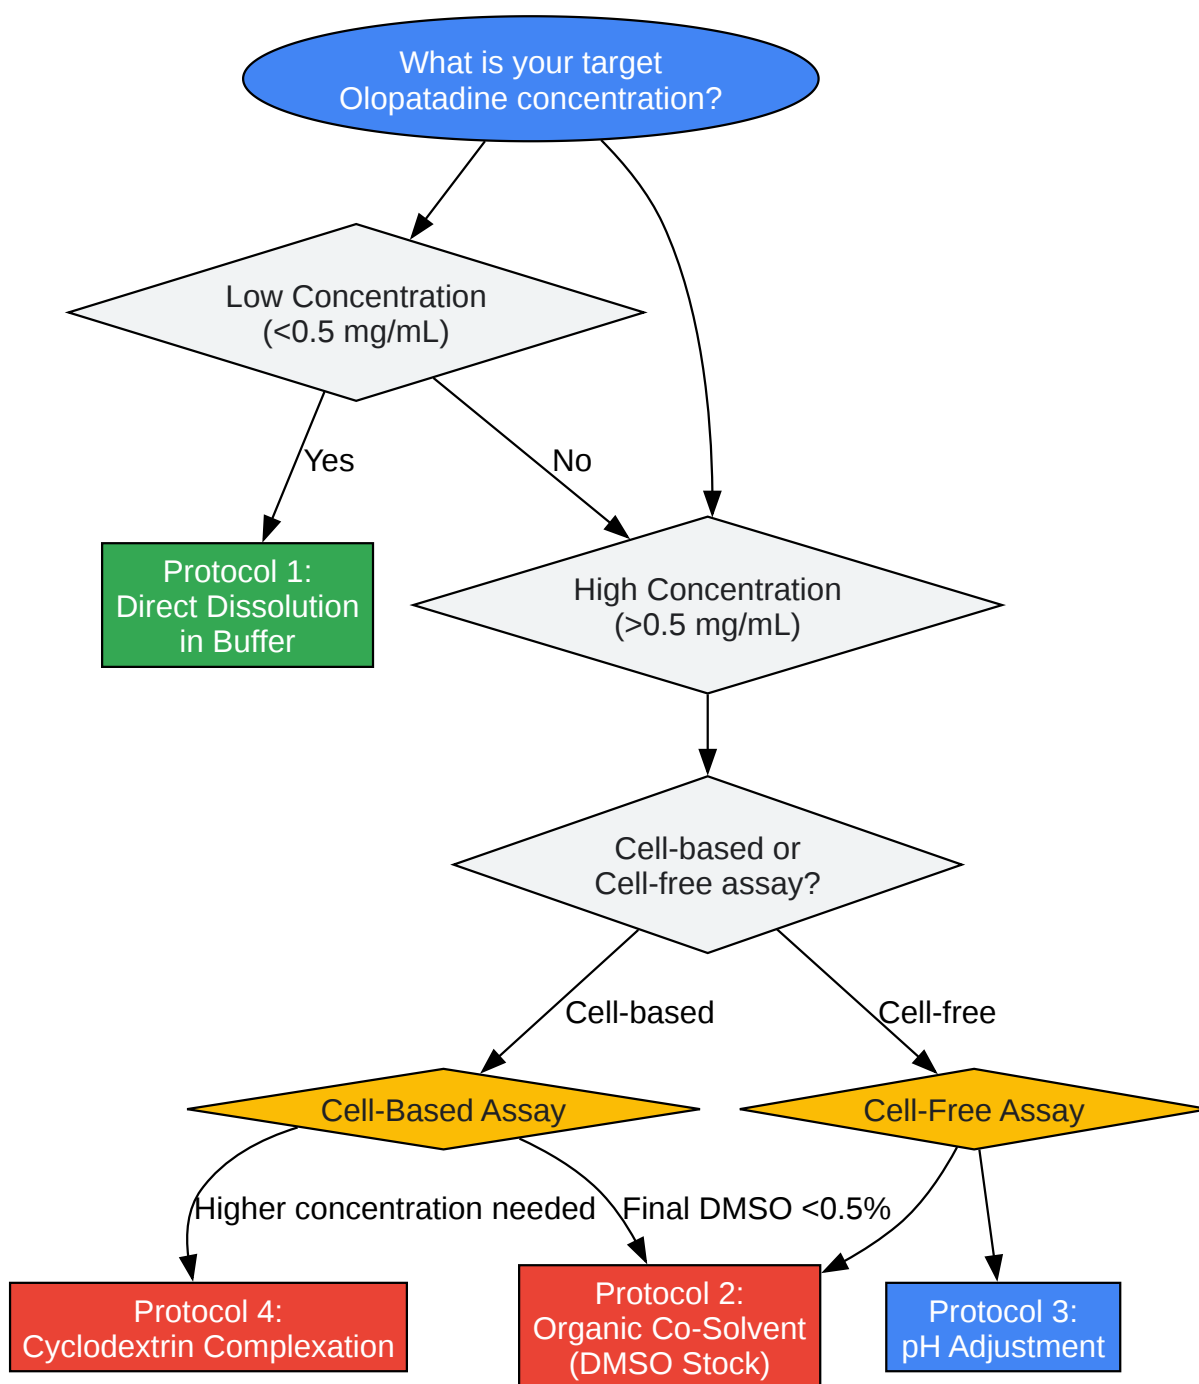 What is your target
Olopatadine concentration?
Low Concentration
(<0.5 mg/mL)
Yes
No
Protocol 1:
Direct Dissolution
in Buffer
High Concentration
(>0.5 mg/mL)
Cell-based or
Cell-free assay?
Cell-based
Cell-free
Cell-Based Assay
Cell-Free Assay
Higher concentration needed
Final DMSO <0.5%
Protocol 4:
Cyclodextrin Complexation
Protocol 2:
Organic Co-Solvent
(DMSO Stock)
Protocol 3:
pH Adjustment